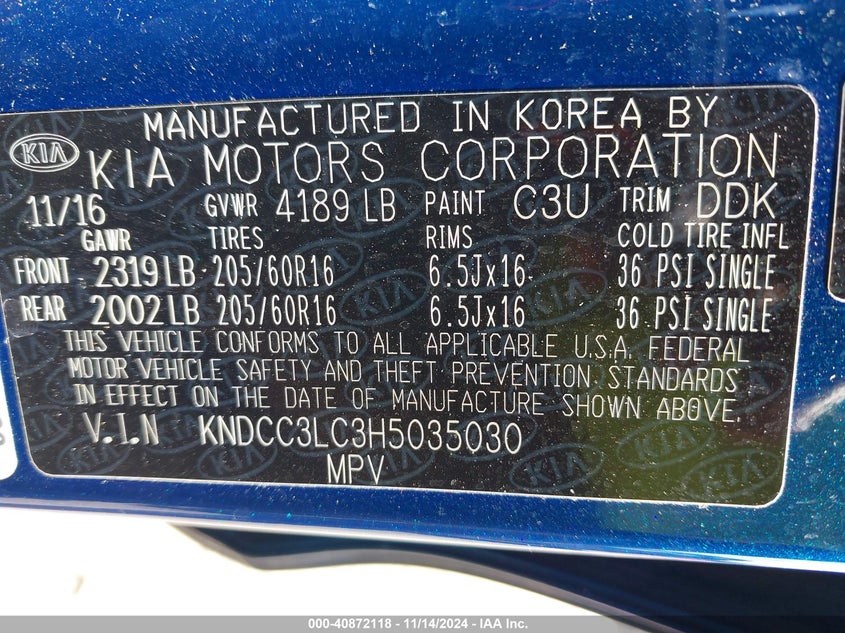 MANUFACTURED IN KOREA BY
KIA KIA MOTORS CORPORATION
11/16 GVWR 4189 LB PAINT C3U TRIM DDK
GAWR TIRES RIMS COLD TIRE INFL
FRONT 2319 LB 205/60R16 6.5Jx16 36 PSI SINGLE
REAR 2002 LB 205/60R16 6.5Jx16 36 PSI SINGLE
THIS VEHICLE CONFORMS TO ALL APPLICABLE U.S.A. FEDERAL
MOTOR VEHICLE SAFETY AND THEFT PREVENTION STANDARDS
IN EFFECT ON THE DATE OF MANUFACTURE SHOWN ABOVE.
V.I.N KNDCC3LC3H5035030
MPV
000-40872118 - 11/14/2024 - IAA Inc.